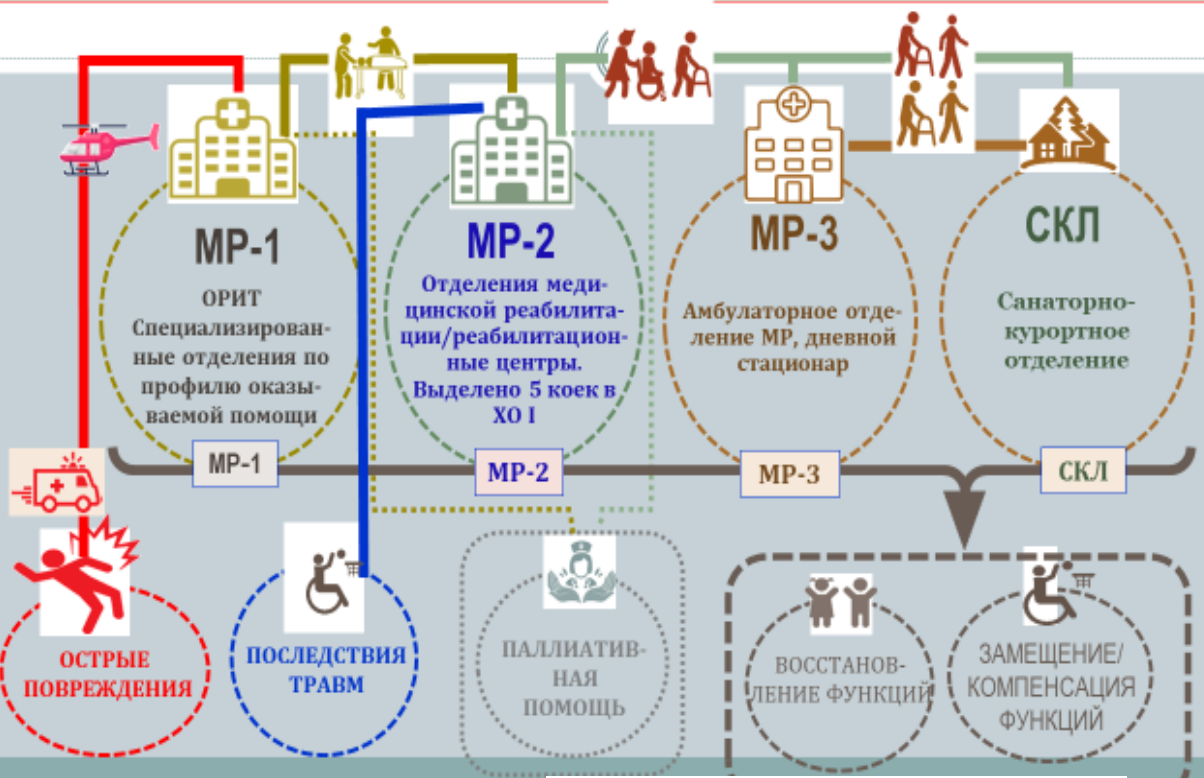 МР-1
ОРИТ
Специализирован-
ные отделения по
профилю оказы-
ваемой помощи
МР-1
МР-2
Отделения меди-
цинской реабилита-
ции/реабилитацион-
ные центры.
Выделено 5 коек в
ХО I
МР-2
МР-3
Амбулаторное отде-
ление МР, дневной
стационар
МР-3
СКЛ
Санаторно-
курортное
отделение
СКЛ
ОСТРЫЕ
ПОВРЕЖДЕНИЯ
ПОСЛЕДСТВИЯ
ТРАВМ
ПАЛЛИАТИВ-
НАЯ
ПОМОЩЬ
ВОССТАНОВ-
ЛЕНИЕ ФУНКЦИЙ
ЗАМЕЩЕНИЕ/
КОМПЕНСАЦИЯ
ФУНКЦИЙ